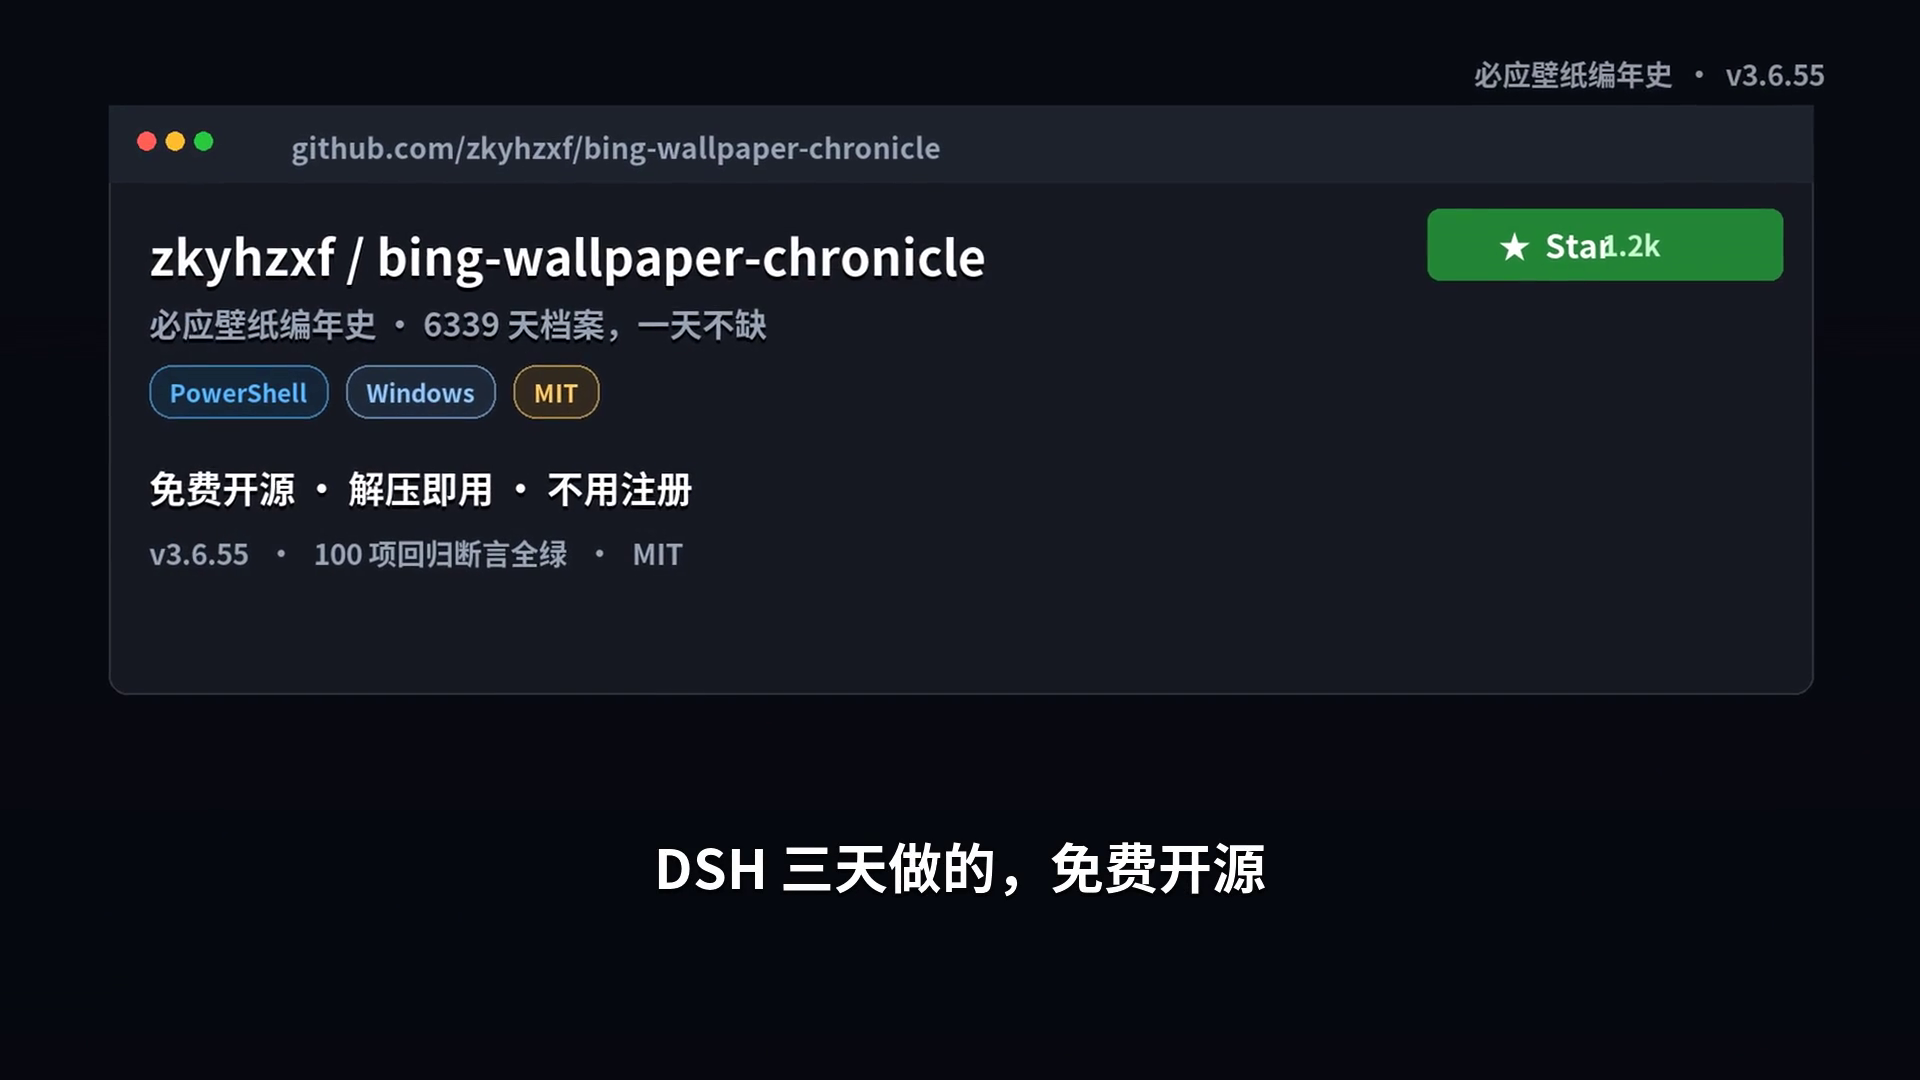 必应壁纸编年史 · v3.6.55
github.com/zkyhzxf/bing-wallpaper-chronicle
zkyhzxf / bing-wallpaper-chronicle
★ Star 1.2k
必应壁纸编年史 · 6339 天档案，一天不缺
PowerShell Windows MIT
免费开源 · 解压即用 · 不用注册
v3.6.55 · 100 项回归断言全绿 · MIT
DSH 三天做的，免费开源